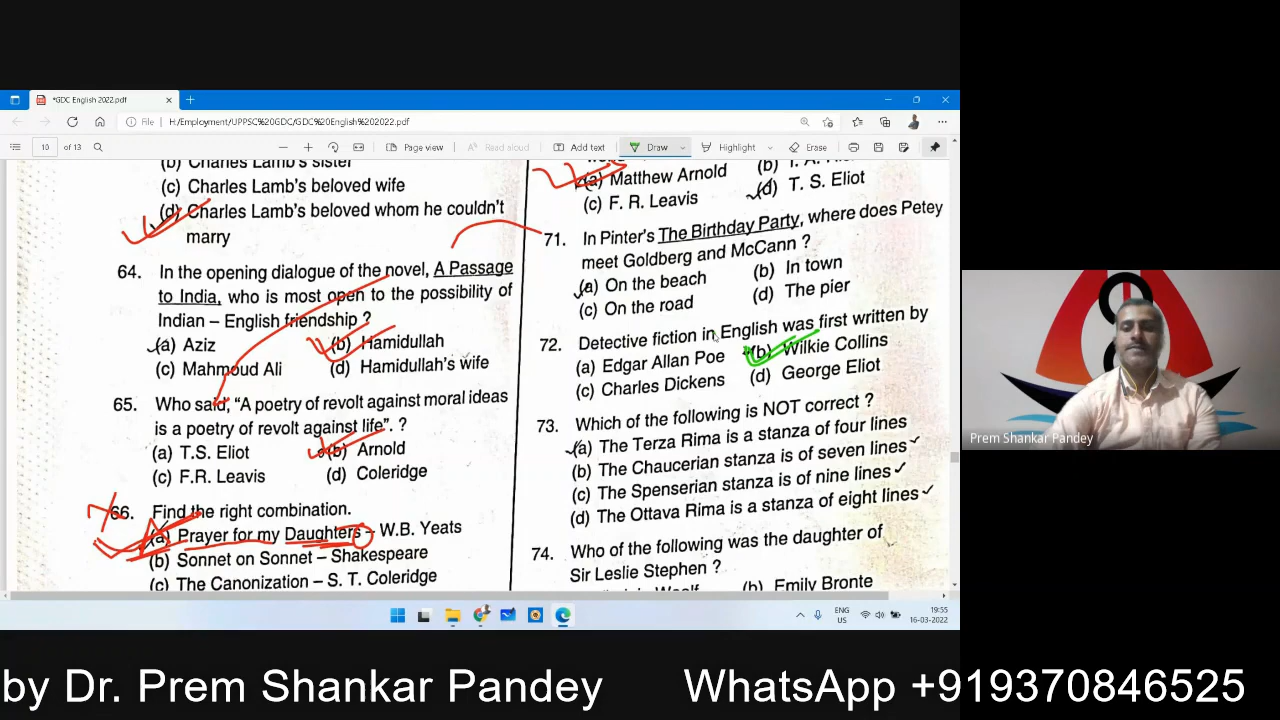 *GDC English 2022.pdf
File
H:/Employment/UPPSC%20GDC/GDC%20English%202022.pdf
10 of 13
Page view
Read aloud
Add text
Draw
Highlight
Erase
(b) Charles Lamb's sister
(c) Charles Lamb's beloved wife
(d) Charles Lamb's beloved whom he couldn't
marry
64. In the opening dialogue of the novel, A Passage
to India, who is most open to the possibility of
Indian – English friendship ?
(a) Aziz
(b) Hamidullah
(c) Mahmoud Ali
(d) Hamidullah's wife
65. Who said, "A poetry of revolt against moral ideas
is a poetry of revolt against life". ?
(a) T.S. Eliot
(b) Arnold
(c) F.R. Leavis
(d) Coleridge
66. Find the right combination.
(a) Prayer for my Daughters – W.B. Yeats
(b) Sonnet on Sonnet – Shakespeare
(c) The Canonization – S. T. Coleridge
(a) Matthew Arnold
(b) T. A.
(c) F. R. Leavis
(d) T. S. Eliot
71. In Pinter's The Birthday Party, where does Petey
meet Goldberg and McCann ?
(a) On the beach
(b) In town
(c) On the road
(d) The pier
72. Detective fiction in English was first written by
(a) Edgar Allan Poe
(b) Wilkie Collins
(c) Charles Dickens
(d) George Eliot
73. Which of the following is NOT correct ?
(a) The Terza Rima is a stanza of four lines
(b) The Chaucerian stanza is of seven lines
(c) The Spenserian stanza is of nine lines
(d) The Ottava Rima is a stanza of eight lines
74. Who of the following was the daughter of
Sir Leslie Stephen ?
(b) Emily Bronte
ENG
US
19:55
16-03-2022
Prem Shankar Pandey
by Dr. Prem Shankar Pandey WhatsApp +919370846525